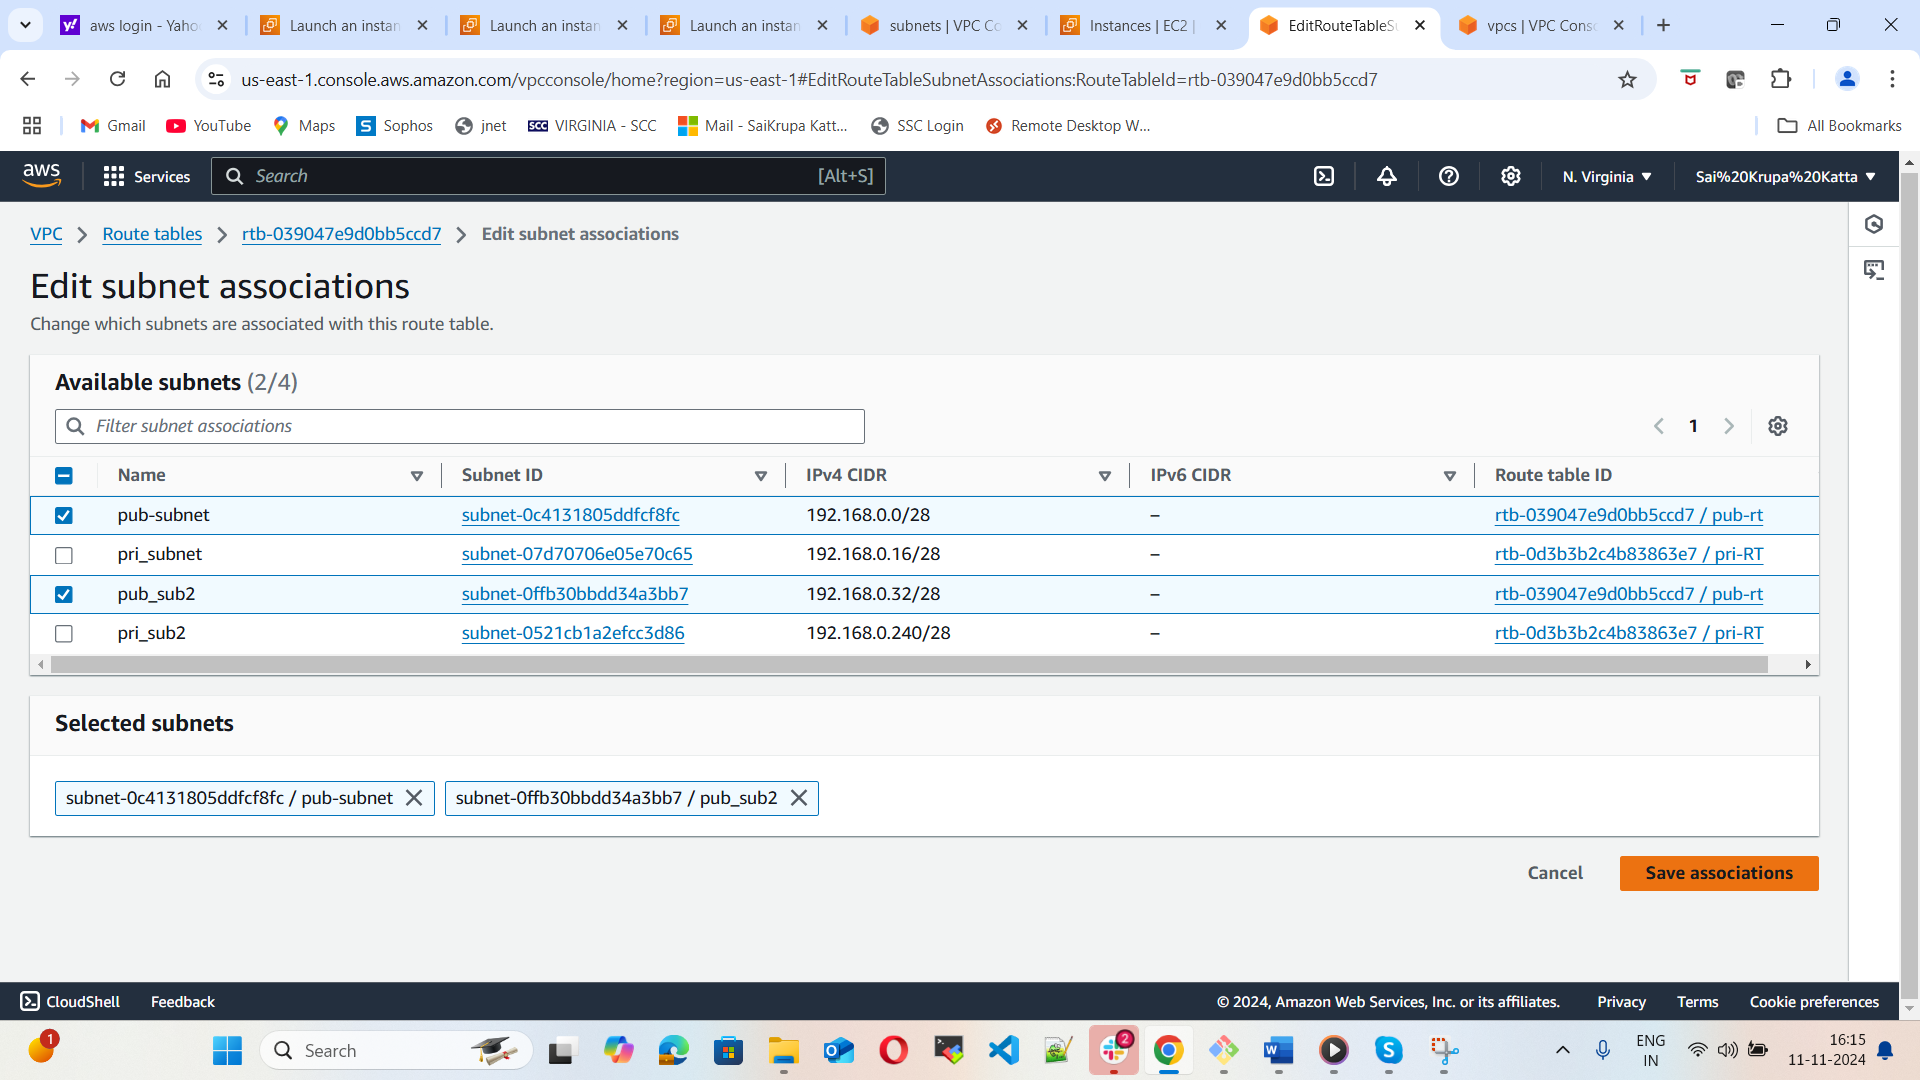 aws login - Yahoo
Launch an instan
Launch an instan
Launch an instan
subnets | VPC Co
Instances | EC2 |
EditRouteTableSu
vpcs | VPC Conso
us-east-1.console.aws.amazon.com/vpcconsole/home?region=us-east-1#EditRouteTableSubnetAssociations:RouteTableId=rtb-039047e9d0bb5ccd7
Gmail
YouTube
Maps
Sophos
jnet
SCC VIRGINIA - SCC
Mail - SaiKrupa Katt...
SSC Login
Remote Desktop W...
All Bookmarks
aws
Services
Search
[Alt+S]
N. Virginia
Sai%20Krupa%20Katta
VPC
Route tables
rtb-039047e9d0bb5ccd7
Edit subnet associations
Edit subnet associations
Change which subnets are associated with this route table.
Available subnets (2/4)
Filter subnet associations
1
Name Subnet ID IPv4 CIDR IPv6 CIDR Route table ID
pub-subnet subnet-0c4131805ddfcf8fc 192.168.0.0/28 – rtb-039047e9d0bb5ccd7 / pub-rt
pri_subnet subnet-07d70706e05e70c65 192.168.0.16/28 – rtb-0d3b3b2c4b83863e7 / pri-RT
pub_sub2 subnet-0ffb30bbdd34a3bb7 192.168.0.32/28 – rtb-039047e9d0bb5ccd7 / pub-rt
pri_sub2 subnet-0521cb1a2efcc3d86 192.168.0.240/28 – rtb-0d3b3b2c4b83863e7 / pri-RT
Selected subnets
subnet-0c4131805ddfcf8fc / pub-subnet
subnet-0ffb30bbdd34a3bb7 / pub_sub2
Cancel
Save associations
CloudShell
Feedback
© 2024, Amazon Web Services, Inc. or its affiliates.
Privacy
Terms
Cookie preferences
1
Search
2
ENG
IN
16:15
11-11-2024